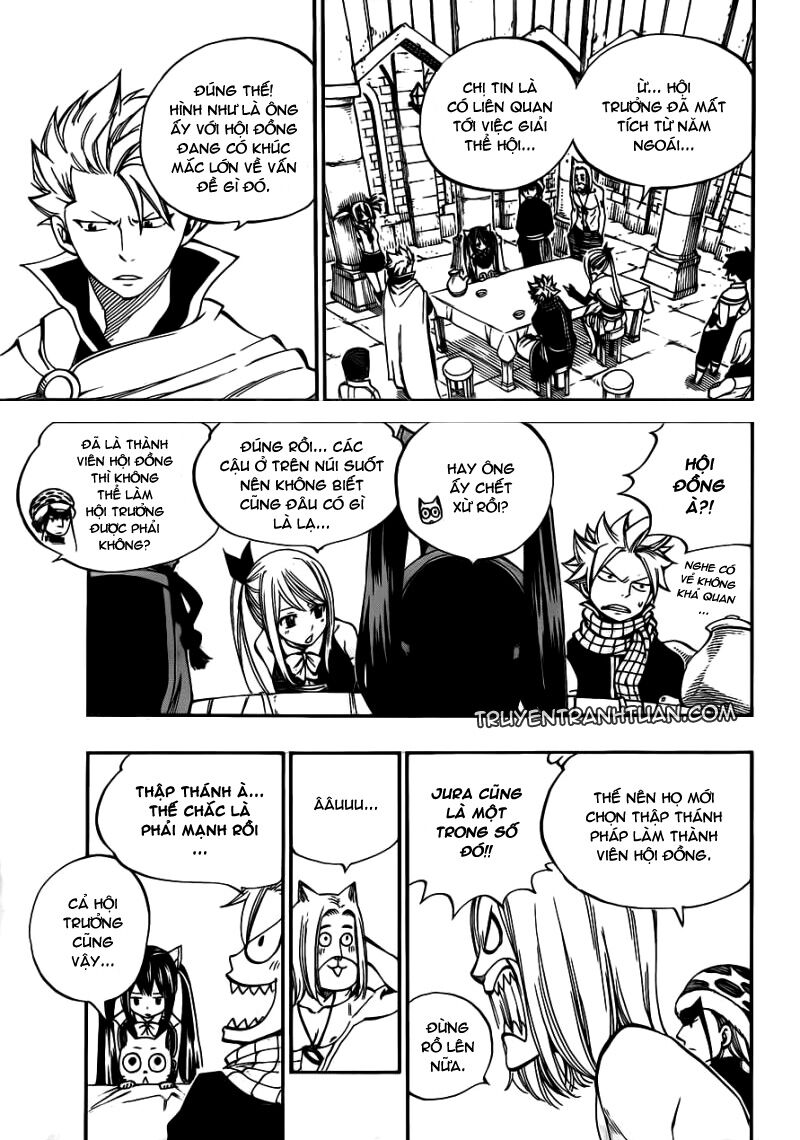 Ừ... HỘI
TRƯỞNG ĐÃ MẤT
TÍCH TỪ NĂM
NGOÁI...
CHỊ TIN LÀ
CÓ LIÊN QUAN
TỚI VIỆC GIẢI
THỂ HỘI...
ĐÚNG THẾ!
HÌNH NHƯ LÀ ÔNG
ẤY VỚI HỘI ĐỒNG
ĐANG CÓ KHÚC
MẮC LỚN VỀ VẤN
ĐỀ GÌ ĐÓ.
HỘI
ĐỒNG
À?!
NGHE CÓ
VẺ KHÔNG
KHẢ QUAN
...
HAY ÔNG
ẤY CHẾT
XỪ RỒI?
ĐÚNG RỒI... CÁC
CẬU Ở TRÊN NÚI SUỐT
NÊN KHÔNG BIẾT
CŨNG ĐÂU CÓ GÌ
LÀ LẠ...
ĐÃ LÀ THÀNH
VIÊN HỘI ĐỒNG
THÌ KHÔNG
THỂ LÀM
HỘI TRƯỞNG
ĐƯỢC PHẢI
KHÔNG?
TRUYENTRANHTUAN.COM
THẾ NÊN HỌ MỚI
CHỌN THẬP THÁNH
PHÁP LÀM THÀNH
VIÊN HỘI ĐỒNG.
JURA CŨNG
LÀ MỘT
TRONG SỐ
ĐÓ!!
ĐỪNG
RỒ LÊN
NỮA.
ÂÂUUU...
THẬP THÁNH À...
THẾ CHẮC LÀ
PHẢI MẠNH RỒI
...
CẢ HỘI
TRƯỞNG
CŨNG
VẬY...